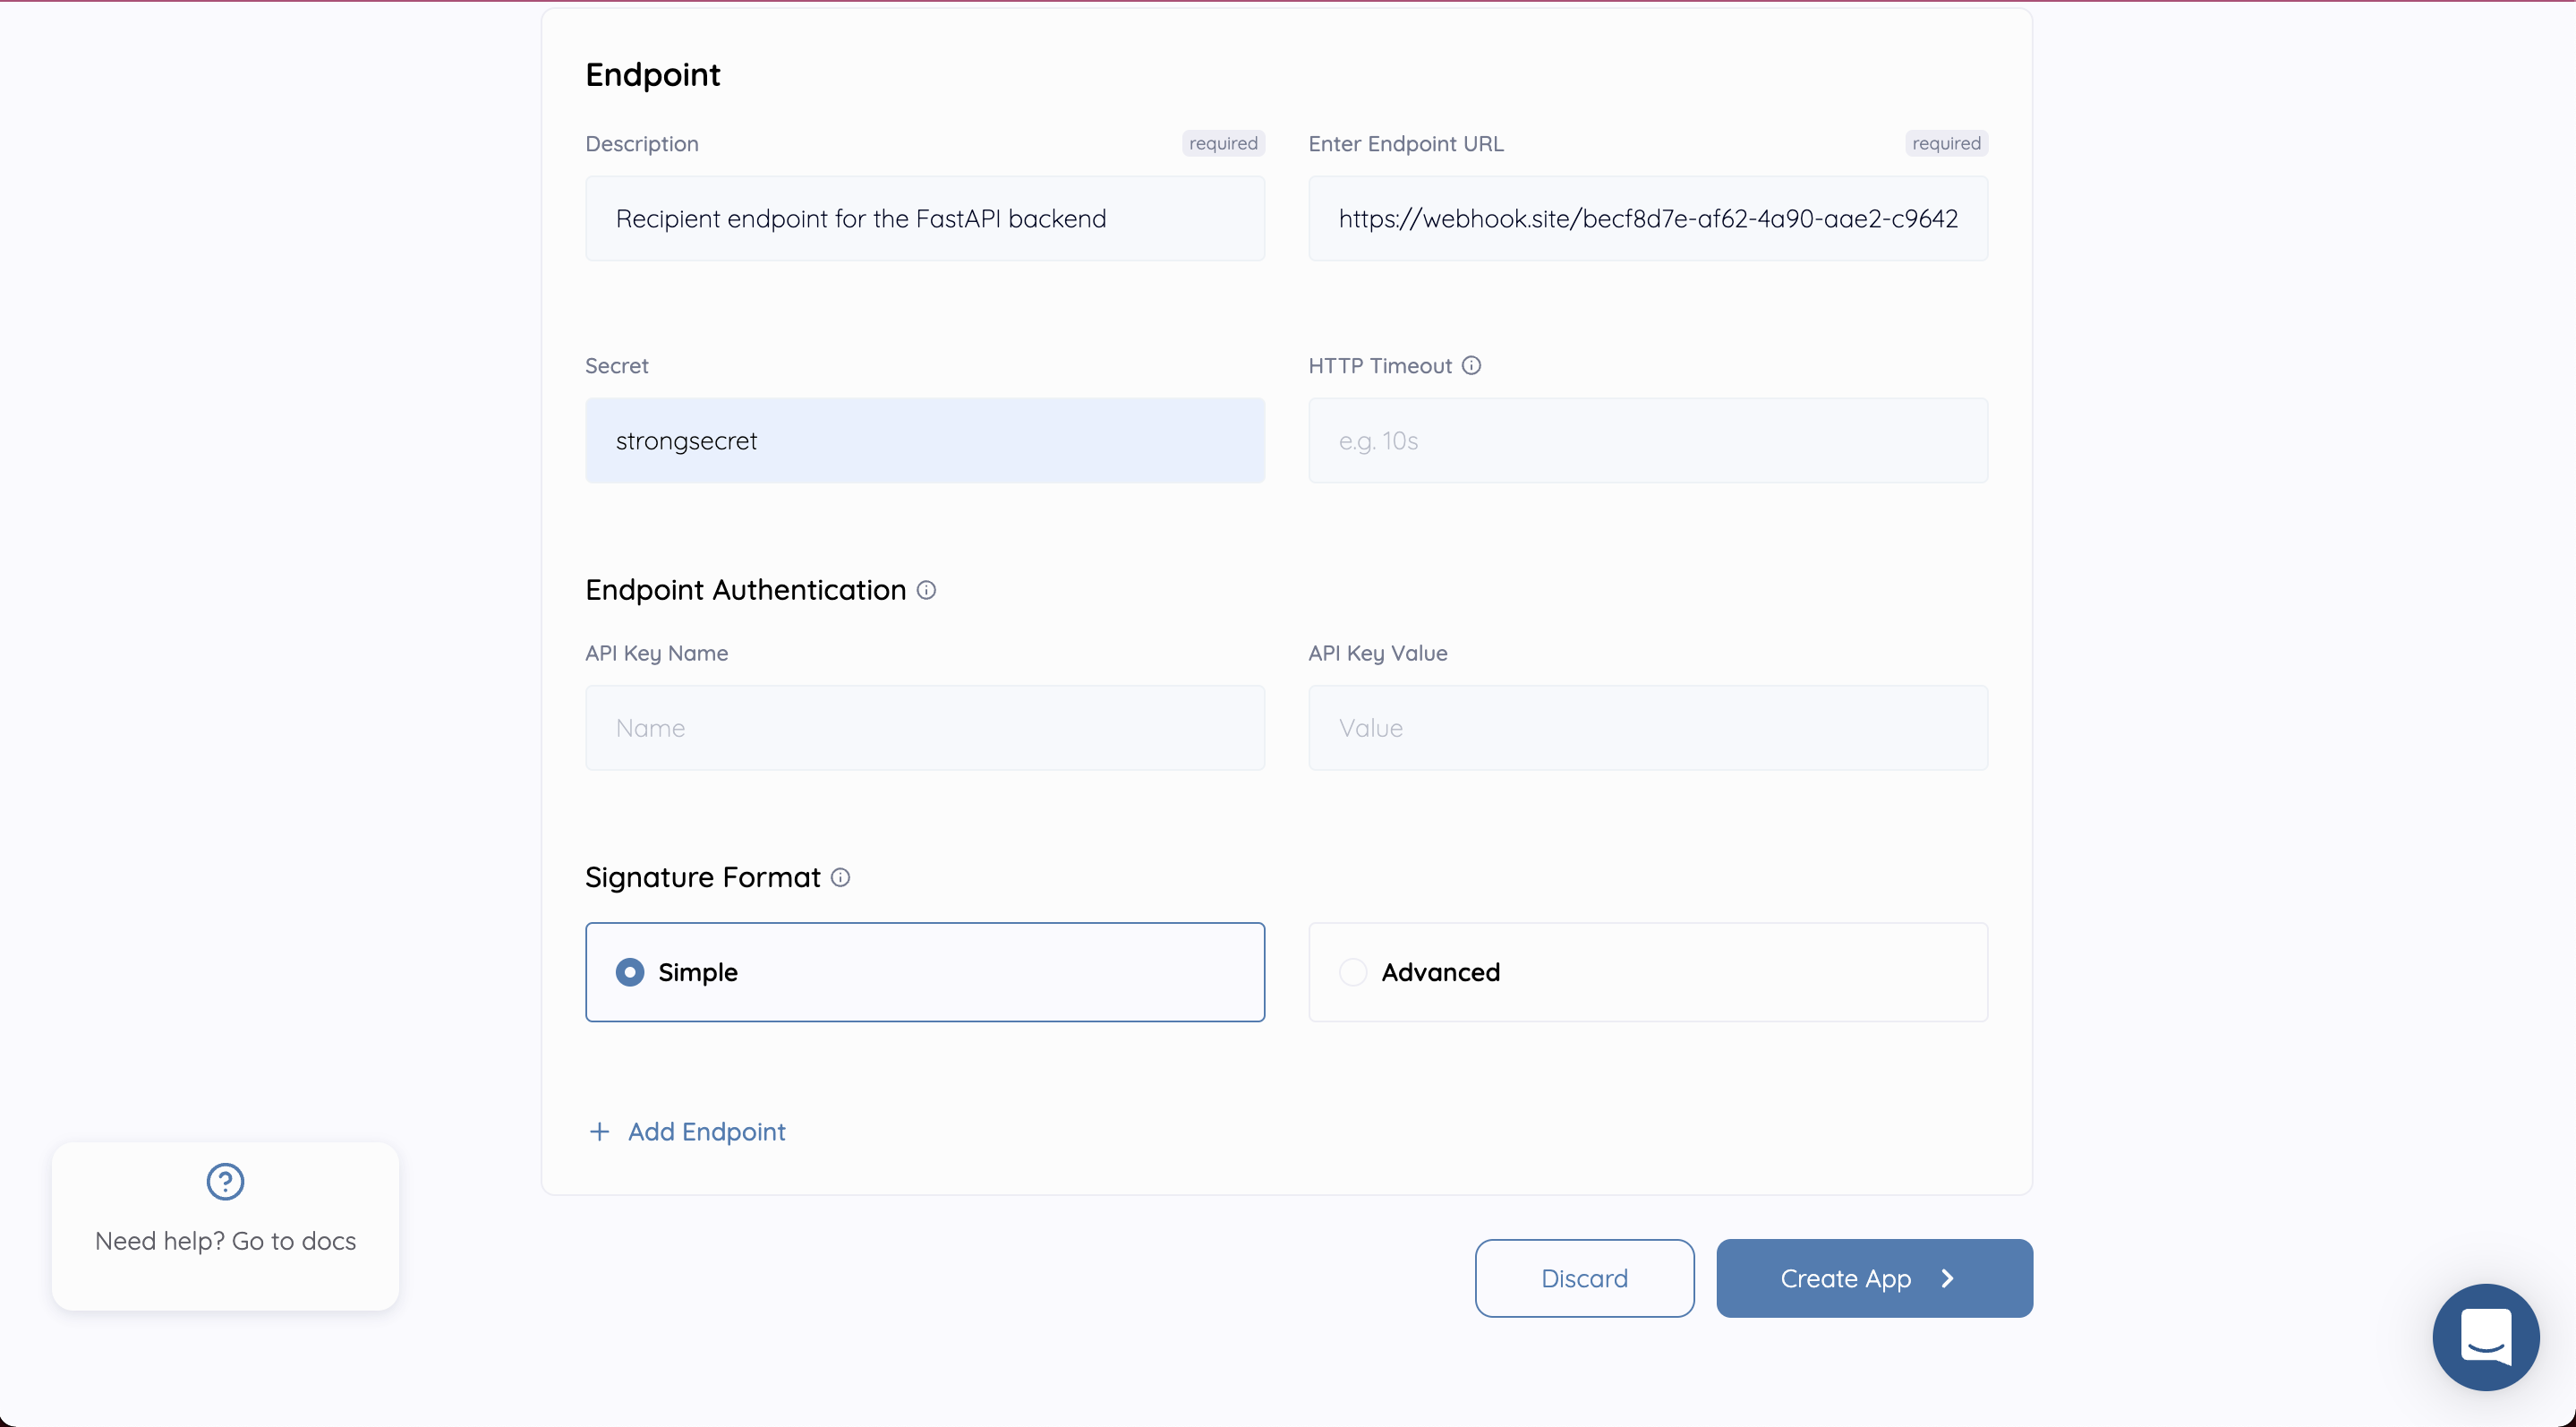 Endpoint
Description required
Enter Endpoint URL required
Recipient endpoint for the FastAPI backend
https://webhook.site/becf8d7e-af62-4a90-aae2-c9642
Secret
HTTP Timeout
strongsecret
e.g. 10s
Endpoint Authentication
API Key Name
API Key Value
Name
Value
Signature Format
Simple
Advanced
+ Add Endpoint
Need help? Go to docs
Discard
Create App